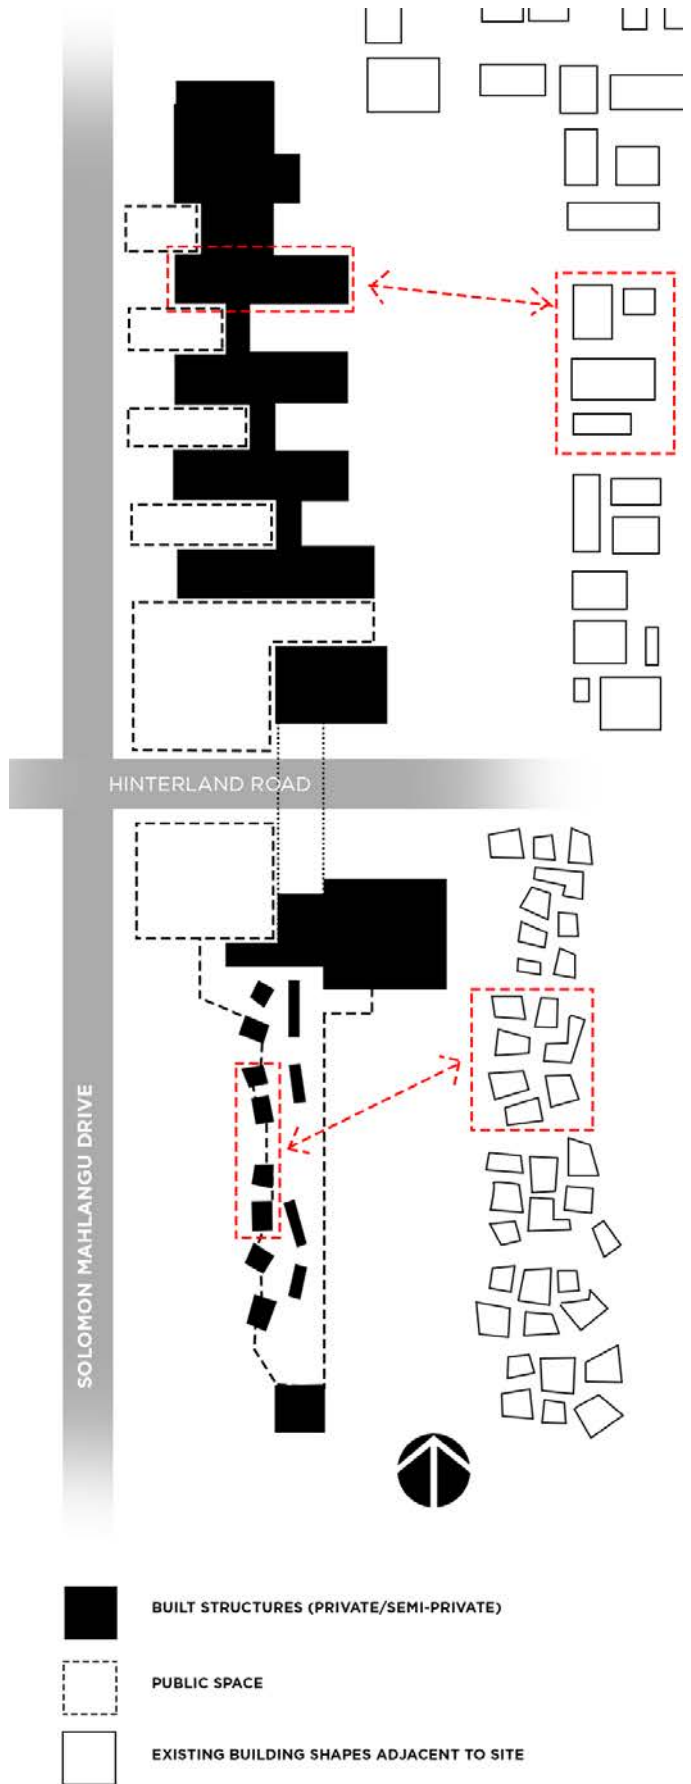 HINTERLAND ROAD
SOLOMON MAHLANGU DRIVE
BUILT STRUCTURES (PRIVATE/SEMI-PRIVATE)
PUBLIC SPACE
EXISTING BUILDING SHAPES ADJACENT TO SITE